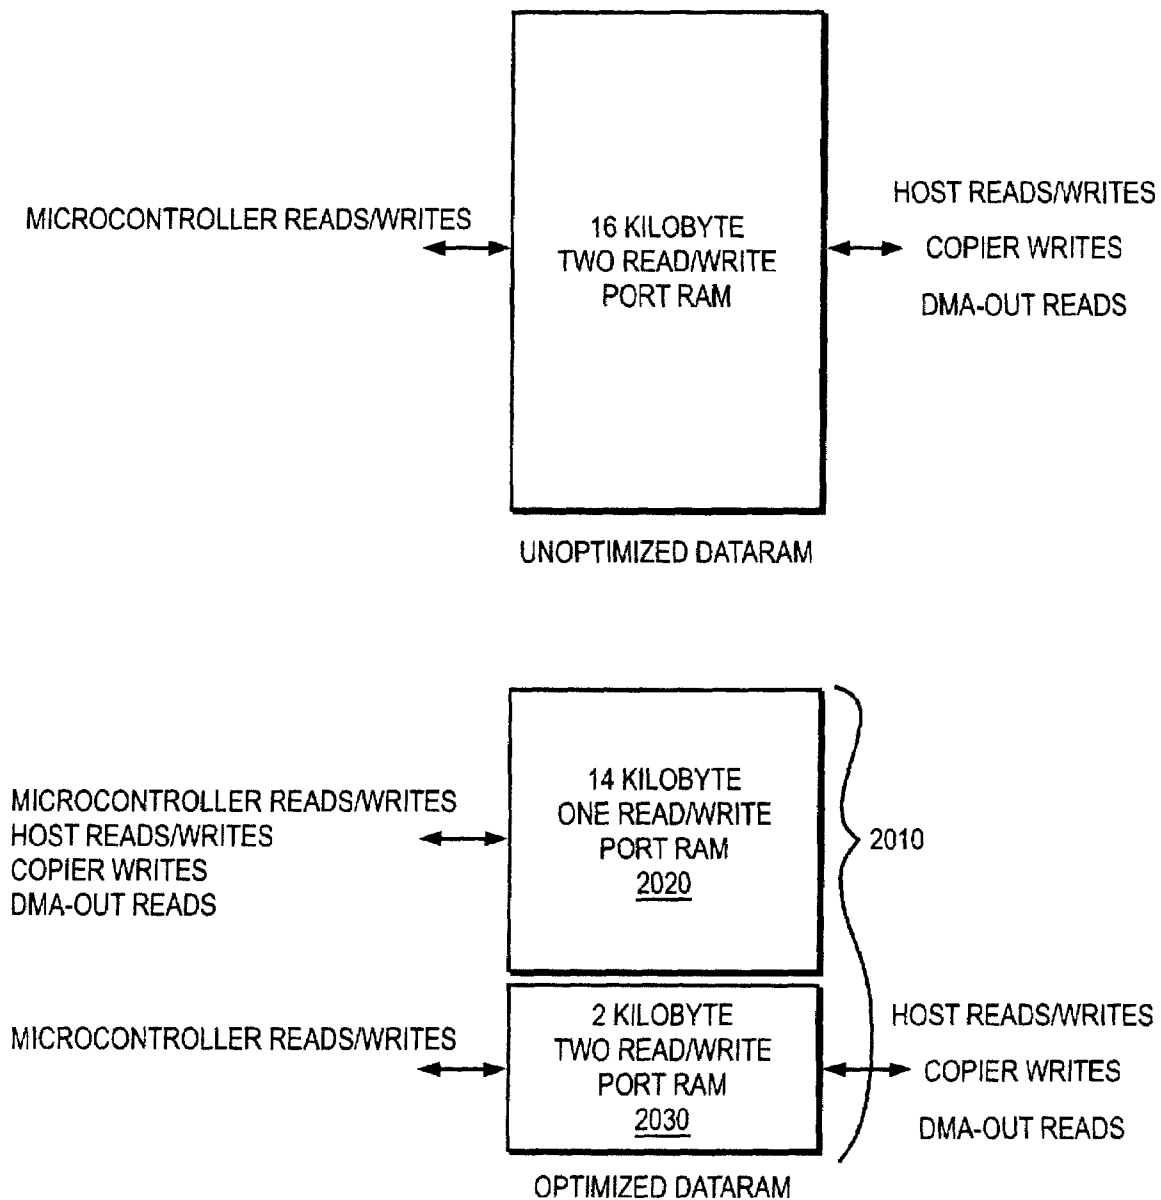 MICROCONTROLLER READS/WRITES
16 KILOBYTE
TWO READ/WRITE
PORT RAM
HOST READS/WRITES
COPIER WRITES
DMA-OUT READS
UNOPTIMIZED DATARAM
MICROCONTROLLER READS/WRITES
HOST READS/WRITES
COPIER WRITES
DMA-OUT READS
14 KILOBYTE
ONE READ/WRITE
PORT RAM
2020
2010
MICROCONTROLLER READS/WRITES
2 KILOBYTE
TWO READ/WRITE
PORT RAM
2030
HOST READS/WRITES
COPIER WRITES
DMA-OUT READS
OPTIMIZED DATARAM